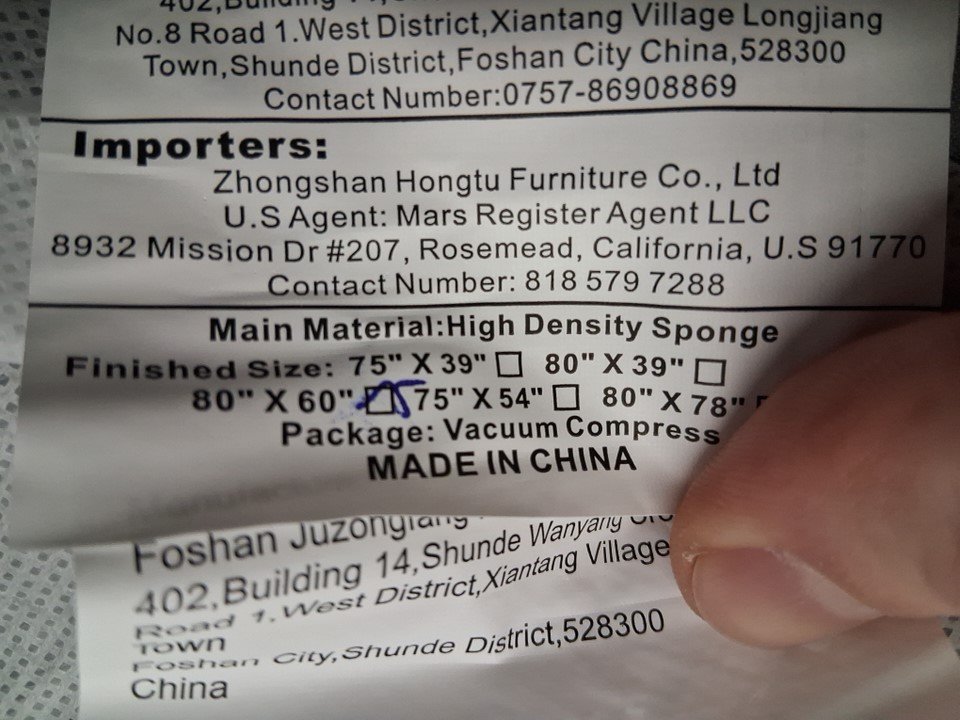 402,Building
No.8 Road 1.West District,Xiantang Village Longjiang
Town,Shunde District,Foshan City China,528300
Contact Number:0757-86908869
Importers:
Zhongshan Hongtu Furniture Co., Ltd
U.S Agent: Mars Register Agent LLC
8932 Mission Dr #207, Rosemead, California, U.S 91770
Contact Number: 818 579 7288
Main Material:High Density Sponge
Finished Size: 75" X 39" □ 80" X 39" □
80" X 60" □ 75" X 54" □ 80" X 78"
Package: Vacuum Compress
MADE IN CHINA
Foshan
402,Building 14,Shunde Wanyang
Road 1,West District,Xiantang Village
Town
Foshan City,Shunde District,528300
China